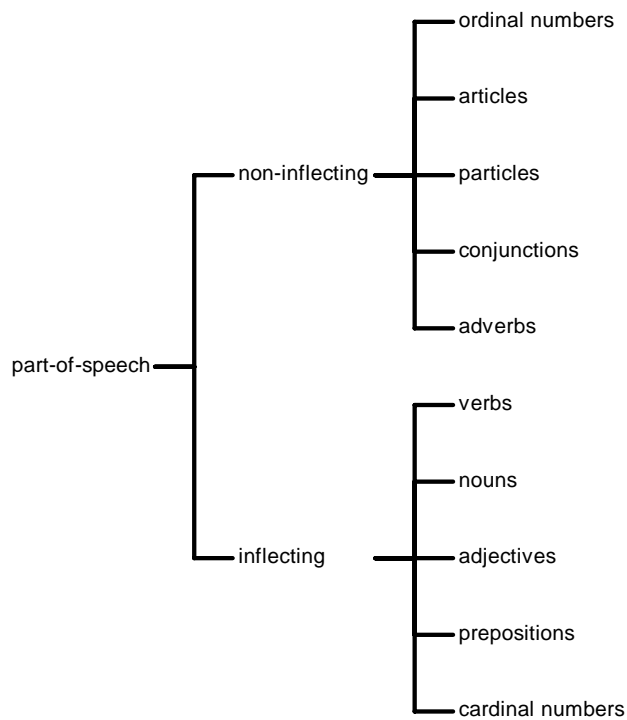 ordinal numbers
articles
non-inflecting
particles
conjunctions
adverbs
part-of-speech
verbs
nouns
inflecting
adjectives
prepositions
cardinal numbers